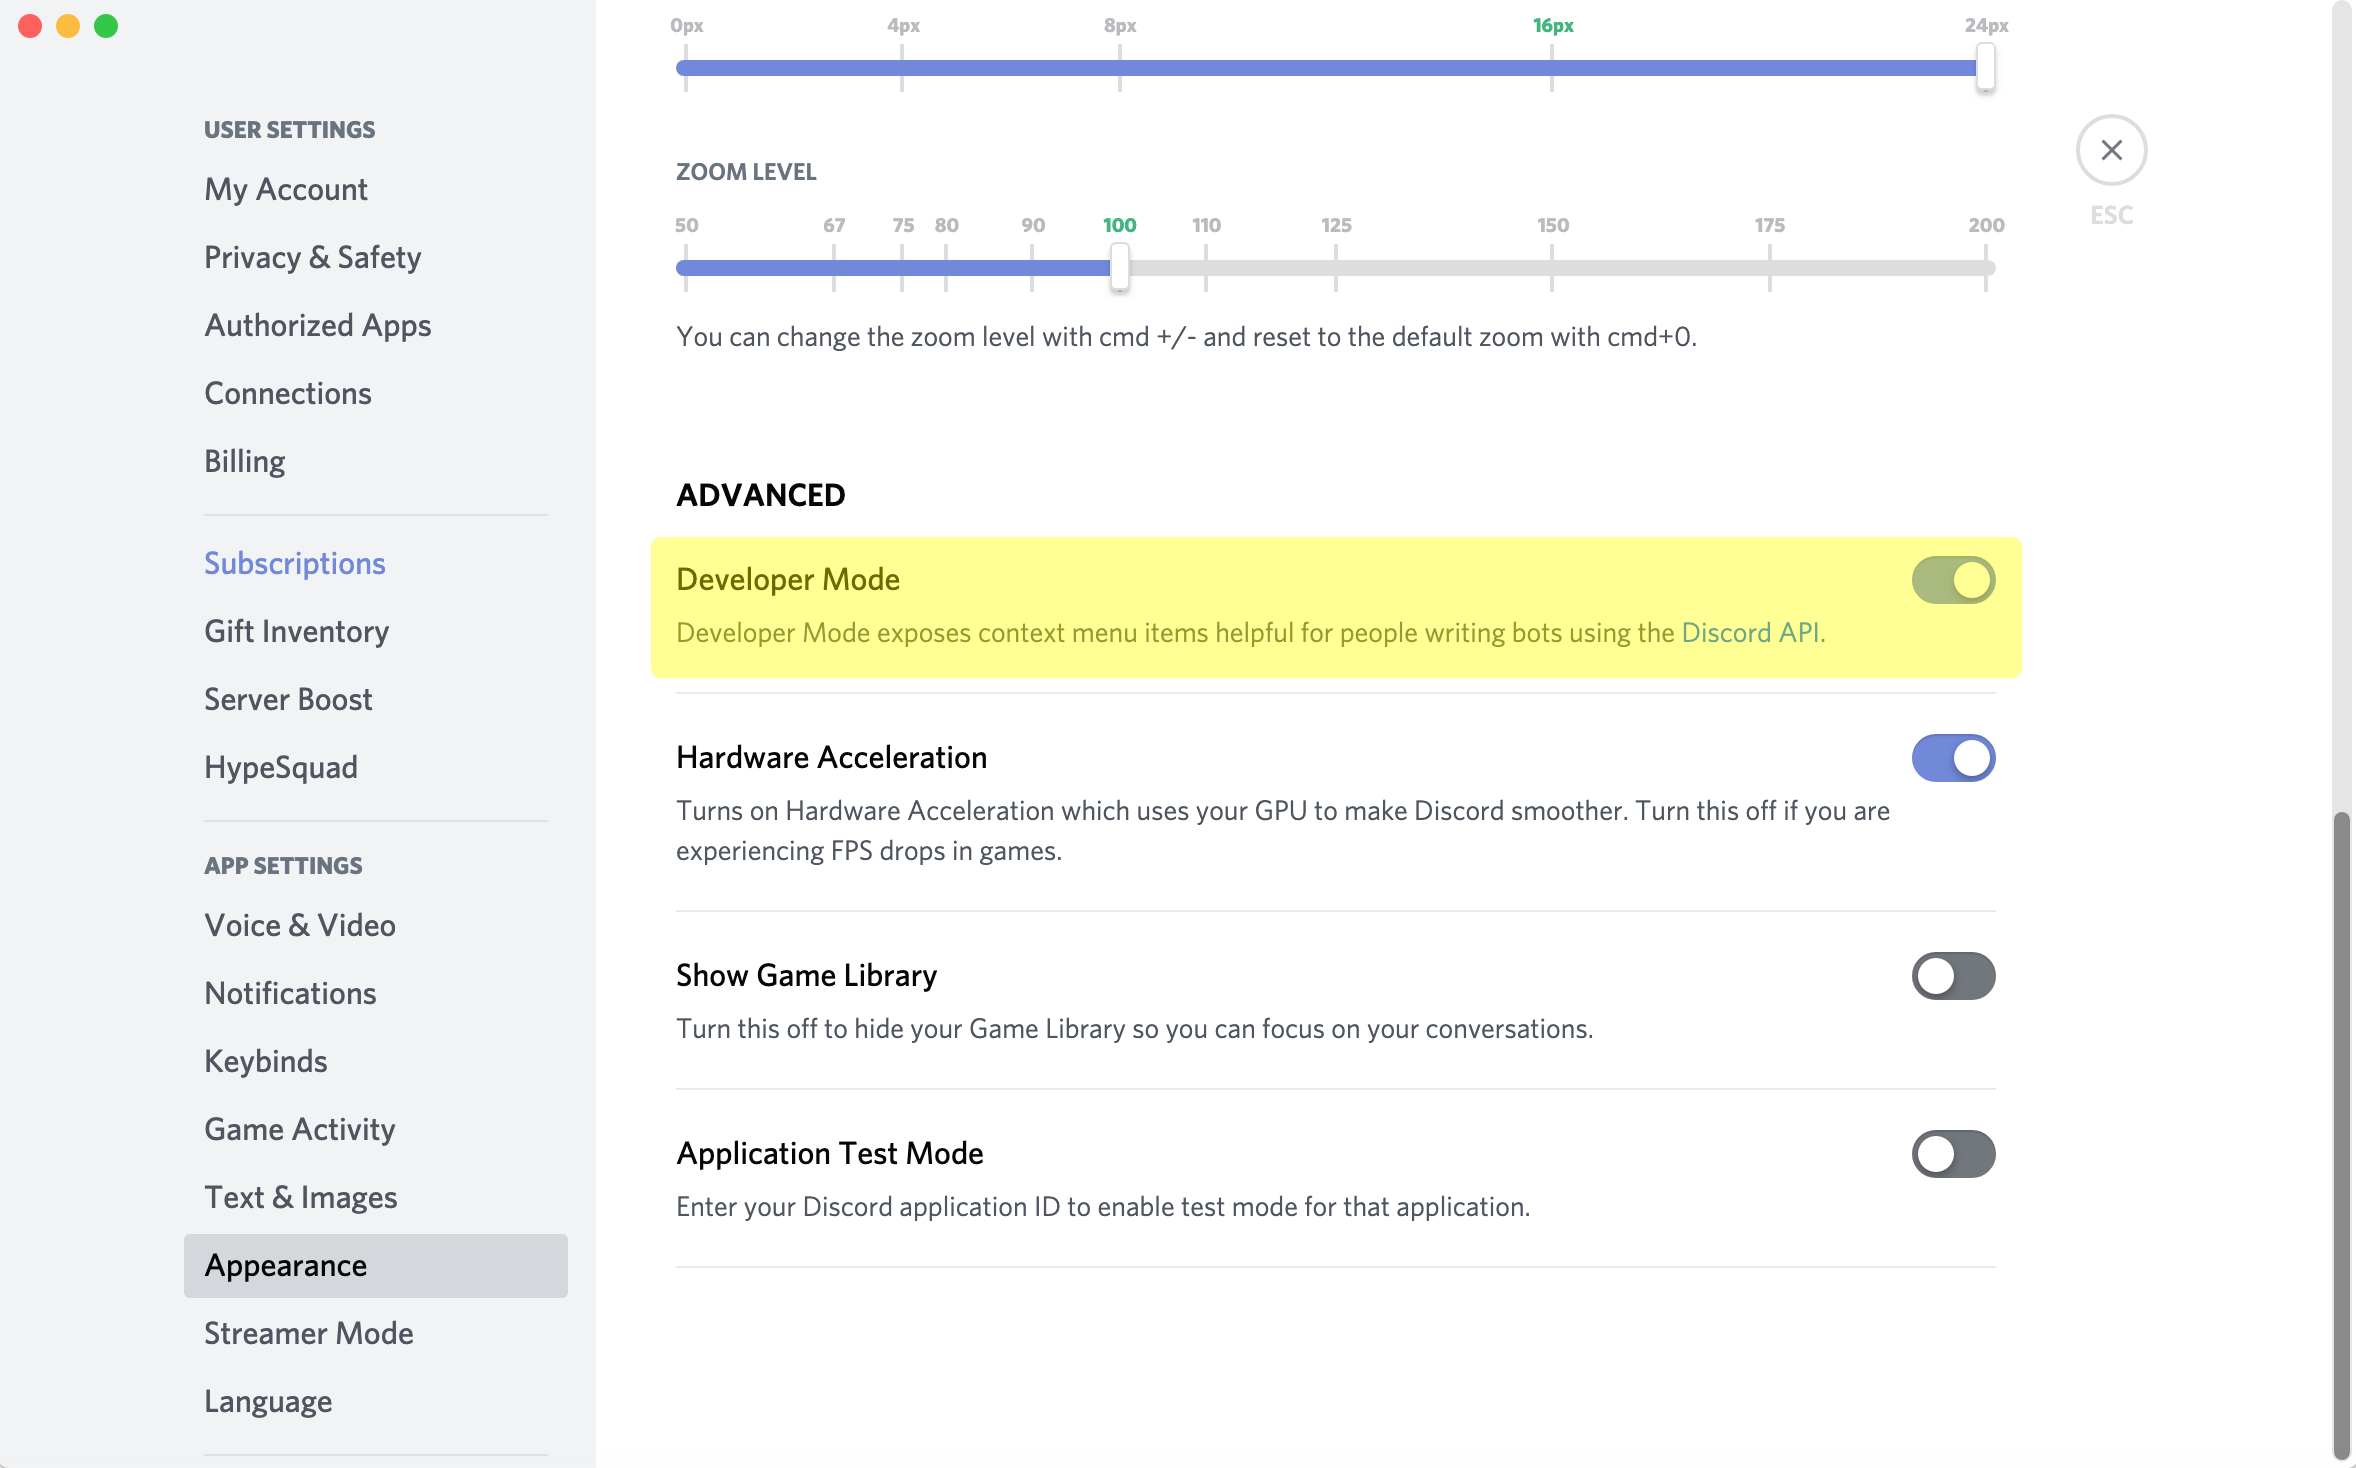 USER SETTINGS
My Account
Privacy & Safety
Authorized Apps
Connections
Billing
Subscriptions
Gift Inventory
Server Boost
HypeSquad
APP SETTINGS
Voice & Video
Notifications
Keybinds
Game Activity
Text & Images
Appearance
Streamer Mode
Language
0px 4px 8px 16px 24px
ZOOM LEVEL
50 67 75 80 90 100 110 125 150 175 200
You can change the zoom level with cmd +/- and reset to the default zoom with cmd+0.
ADVANCED
Developer Mode
Developer Mode exposes context menu items helpful for people writing bots using the Discord API.
Hardware Acceleration
Turns on Hardware Acceleration which uses your GPU to make Discord smoother. Turn this off if you are
experiencing FPS drops in games.
Show Game Library
Turn this off to hide your Game Library so you can focus on your conversations.
Application Test Mode
Enter your Discord application ID to enable test mode for that application.
ESC